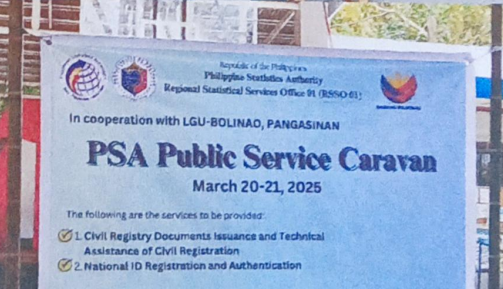 Republic of the Philippines
Philippine Statistics Authority
Regional Statistical Services Office 01 (RSSO 01)
In cooperation with LGU-BOLINAO, PANGASINAN
PSA Public Service Caravan
March 20-21, 2025
The following are the services to be provided:
1. Civil Registry Documents Issuance and Technical
Assistance of Civil Registration
2. National ID Registration and Authentication